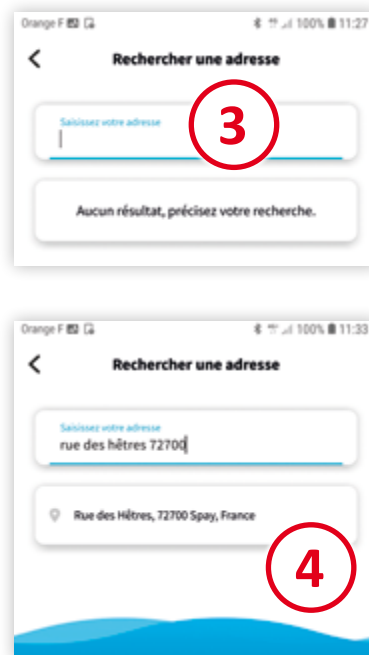 Orange F 100% 11:27
Rechercher une adresse
Saisissez votre adresse
3
Aucun résultat, précisez votre recherche.
Orange F 100% 11:33
Rechercher une adresse
Saisissez votre adresse
rue des hêtres 72700
Rue des Hêtres, 72700 Spay, France
4